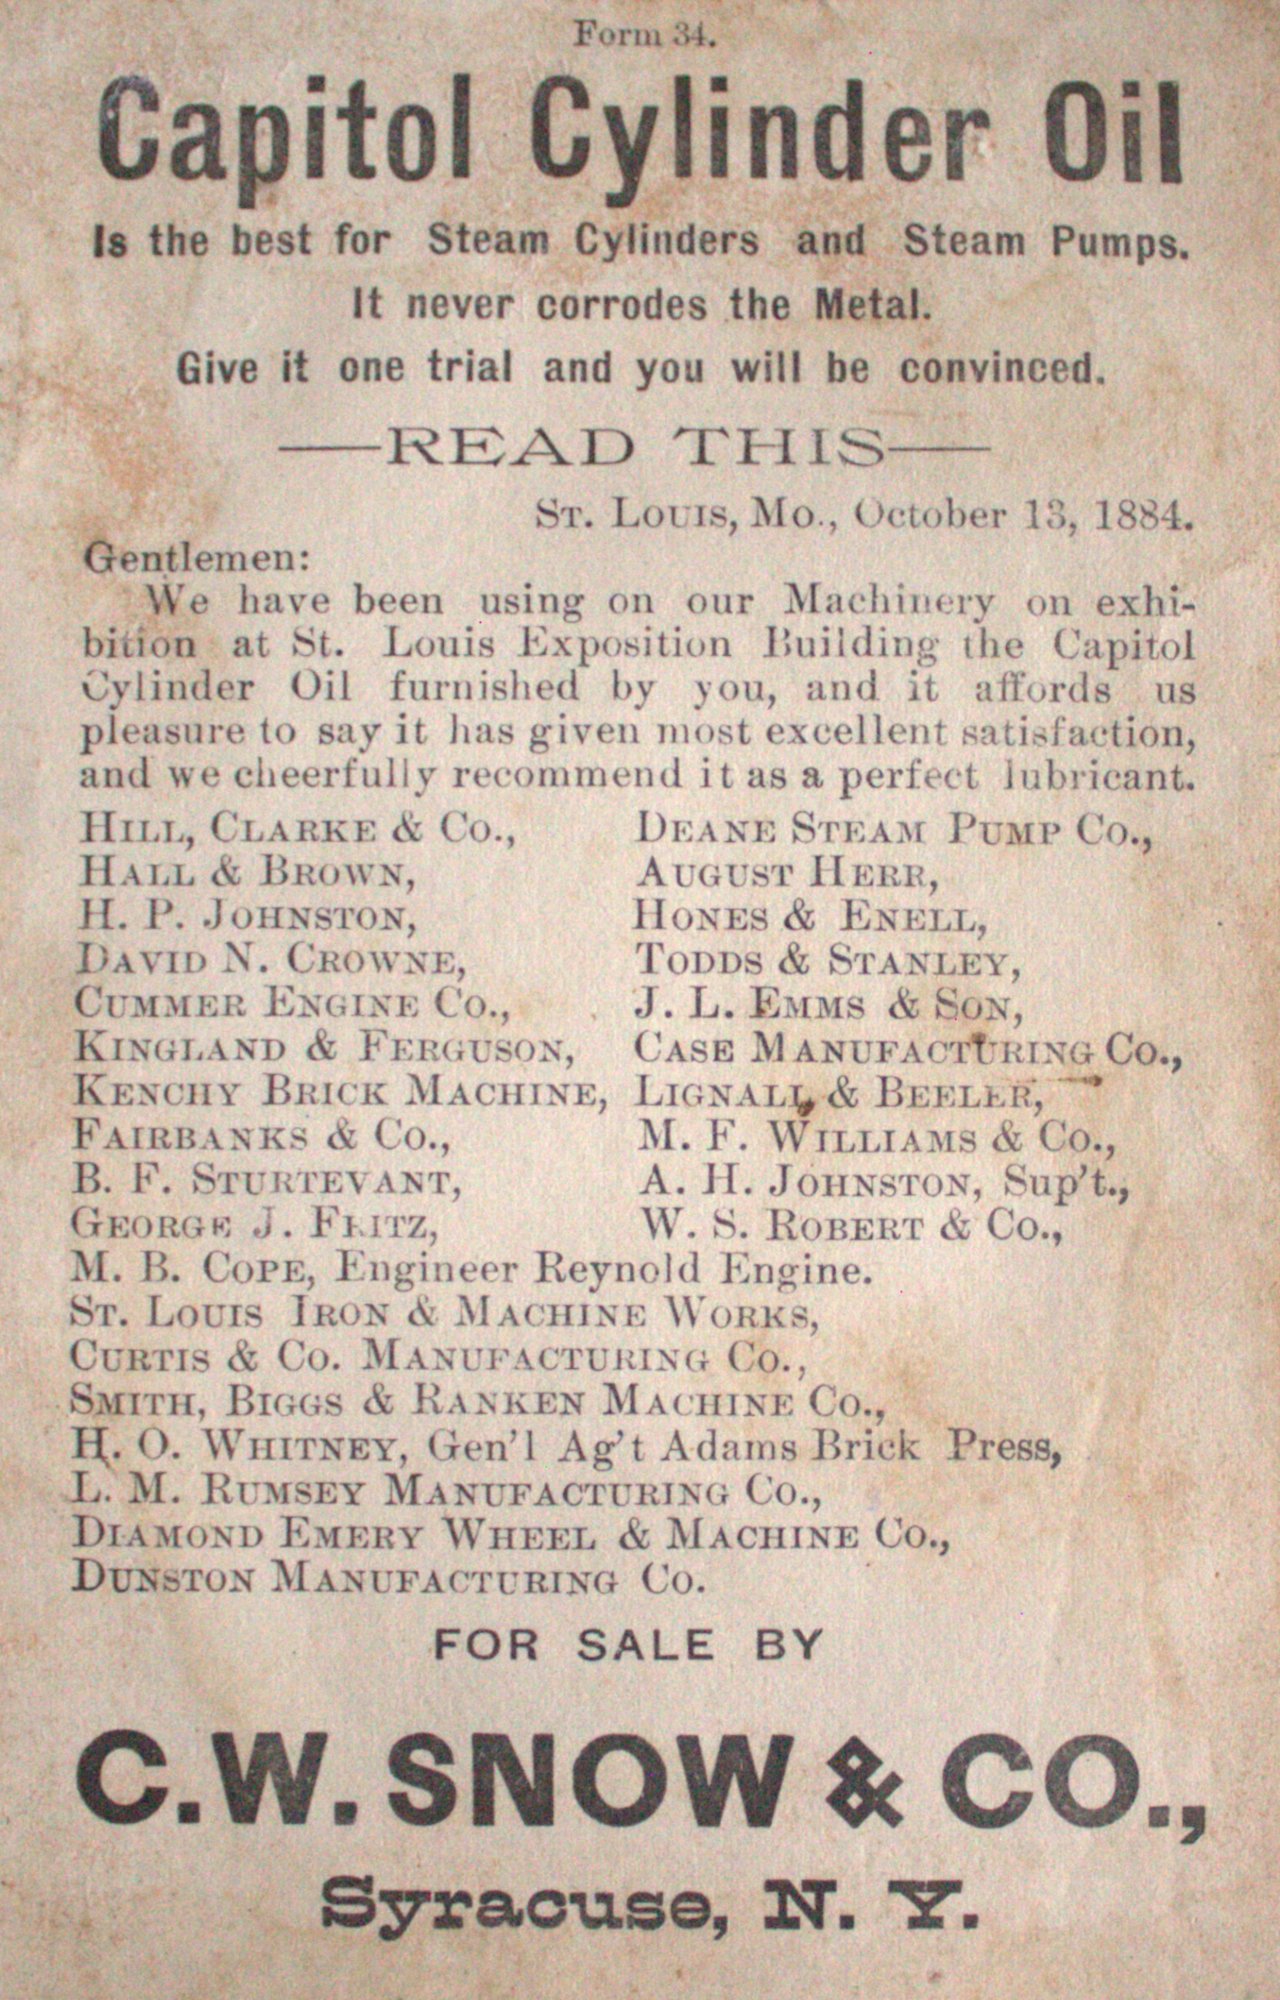 Form 34.
Capitol Cylinder Oil
Is the best for Steam Cylinders and Steam Pumps.
It never corrodes the Metal.
Give it one trial and you will be convinced.
—READ THIS—
ST. LOUIS, MO., October 13, 1884.
Gentlemen:
We have been using on our Machinery on exhi-
bition at St. Louis Exposition Building the Capitol
Cylinder Oil furnished by you, and it affords us
pleasure to say it has given most excellent satisfaction,
and we cheerfully recommend it as a perfect lubricant.
HILL, CLARKE & CO., DEANE STEAM PUMP CO.,
HALL & BROWN, AUGUST HERR,
H. P. JOHNSTON, HONES & ENELL,
DAVID N. CROWNE, TODDS & STANLEY,
CUMMER ENGINE CO., J. L. EMMS & SON,
KINGLAND & FERGUSON, CASE MANUFACTURING CO.,
KENCHY BRICK MACHINE, LIGNALL & BEELER,
FAIRBANKS & CO., M. F. WILLIAMS & CO.,
B. F. STURTEVANT, A. H. JOHNSTON, Sup't.,
GEORGE J. FRITZ, W. S. ROBERT & CO.,
M. B. COPE, Engineer Reynold Engine.
ST. LOUIS IRON & MACHINE WORKS,
CURTIS & CO. MANUFACTURING CO.,
SMITH, BIGGS & RANKEN MACHINE CO.,
H. O. WHITNEY, Gen'l Ag't Adams Brick Press,
L. M. RUMSEY MANUFACTURING CO.,
DIAMOND EMERY WHEEL & MACHINE CO.,
DUNSTON MANUFACTURING CO.
FOR SALE BY
C. W. SNOW & CO.,
Syracuse, N. Y.